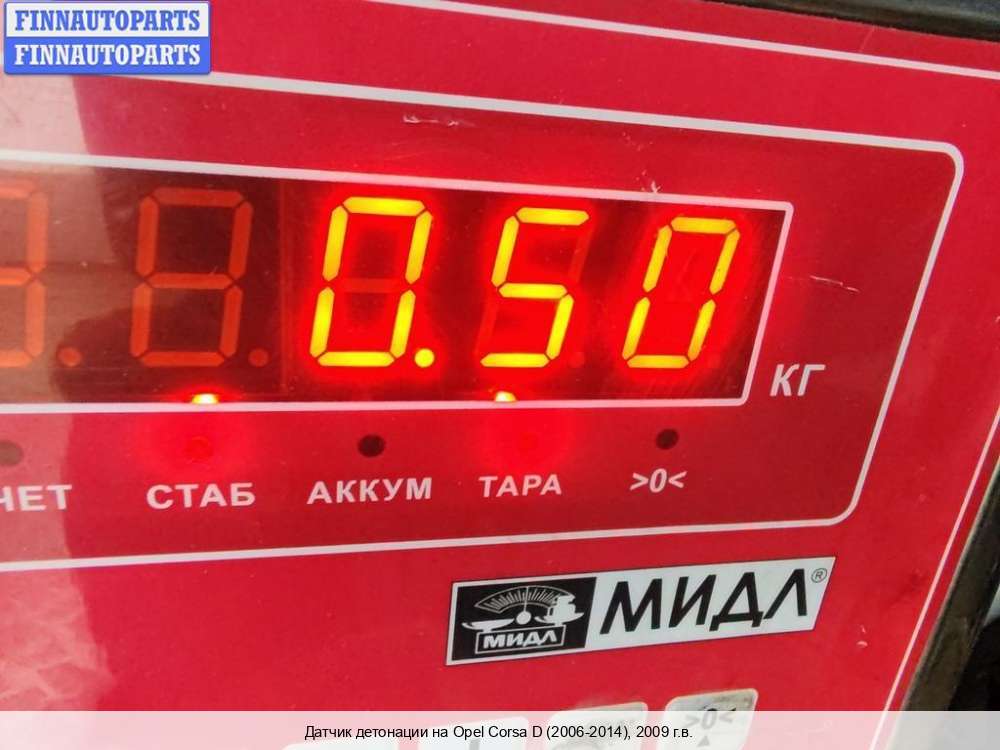 FINNAUTOPARTS
FINNAUTOPARTS
0.50
КГ
СТАБ АККУМ ТАРА >0<
МИДЛ МИДЛ®
>0<
Датчик детонации на Opel Corsa D (2006-2014), 2009 г.в.